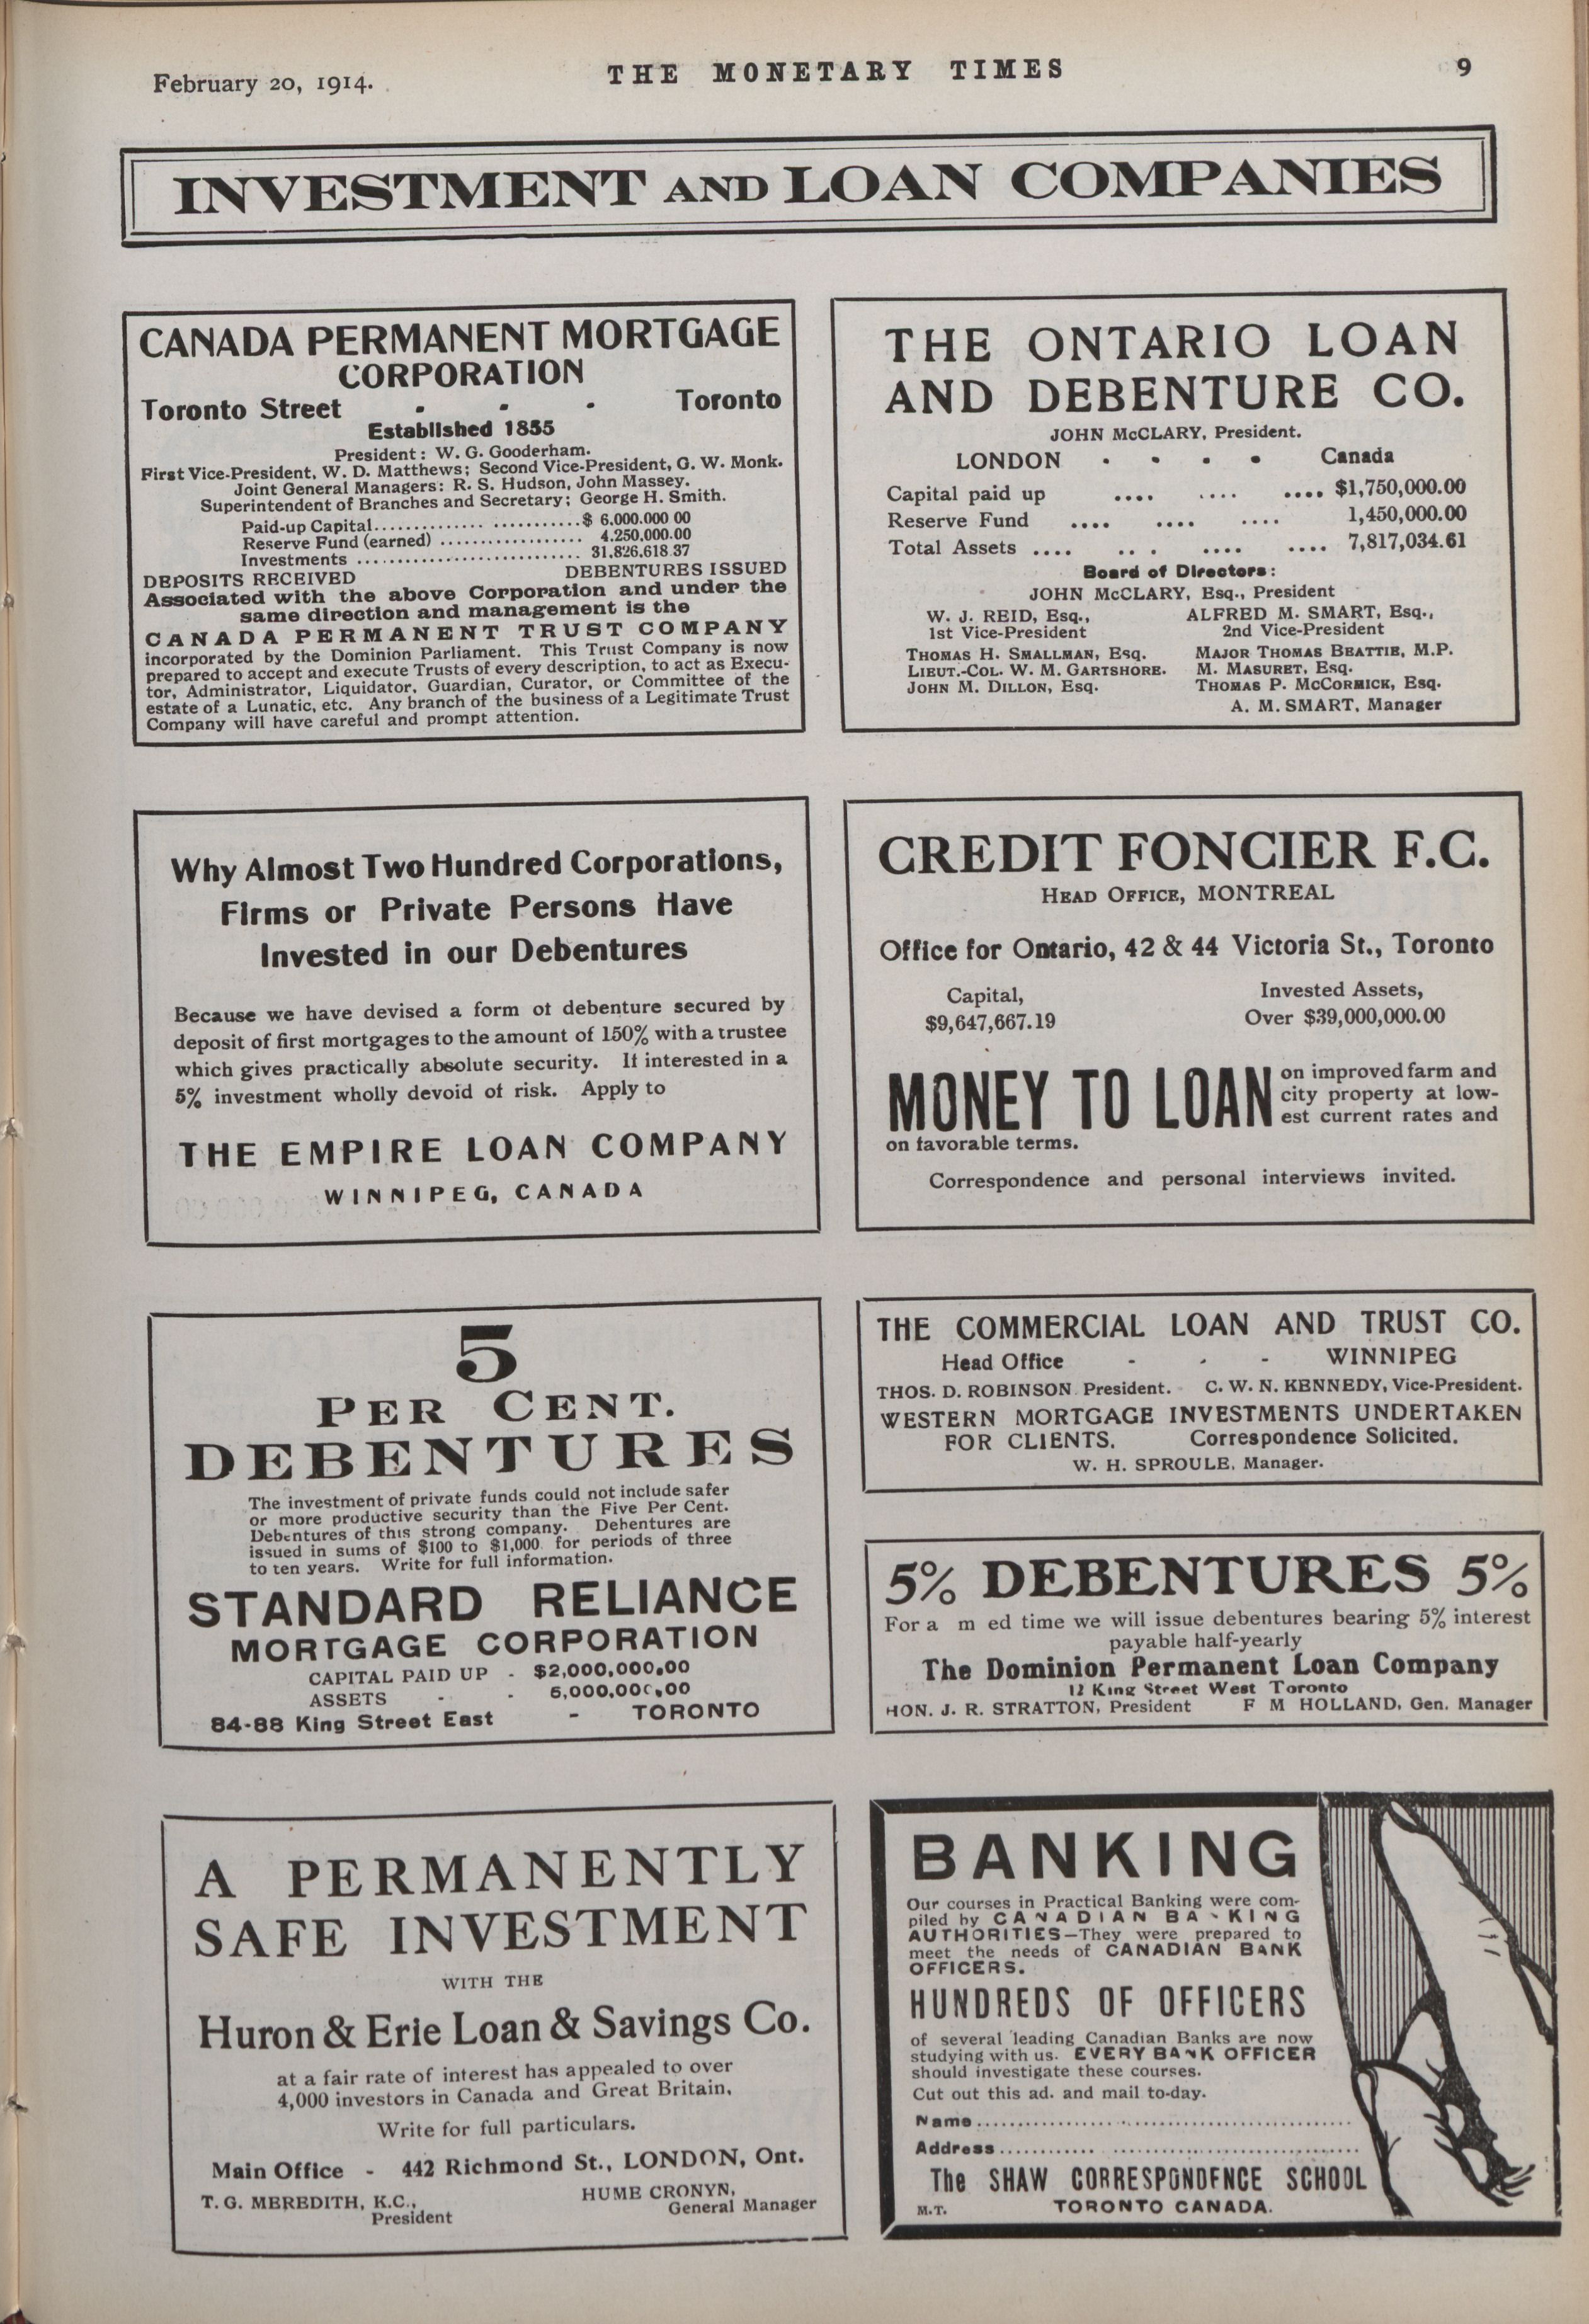 February 20, 1914.
THE MONETARY TIMES
9
INVESTMENT AND LOAN COMPANIES
CANADA PERMANENT MORTGAGE
CORPORATION
Toronto Street - - - Toronto
Established 1855
President: W. G. Gooderham.
First Vice-President, W. D. Matthews; Second Vice-President, G. W. Monk.
Joint General Managers: R. S. Hudson, John Massey.
Superintendent of Branches and Secretary: George H. Smith.
Paid-up Capital.........................$ 6,000.000 00
Reserve Fund (earned) .................. 4.250,000.00
Investments ............................ 31,826,618.37
DEPOSITS RECEIVED DEBENTURES ISSUED
Associated with the above Corporation and under the
same direction and management is the
CANADA PERMANENT TRUST COMPANY
incorporated by the Dominion Parliament. This Trust Company is now
prepared to accept and execute Trusts of every description, to act as Execu-
tor, Administrator, Liquidator, Guardian, Curator, or Committee of the
estate of a Lunatic, etc. Any branch of the business of a Legitimate Trust
Company will have careful and prompt attention.
THE ONTARIO LOAN
AND DEBENTURE CO.
JOHN McCLARY, President.
LONDON - - - - Canada
Capital paid up .... .... .... $1,750,000.00
Reserve Fund .... .... .... 1,450,000.00
Total Assets .... ... .... .... 7,817,034.61
Board of Directors:
JOHN McCLARY, Esq., President
W. J. REID, Esq., ALFRED M. SMART, Esq.,
1st Vice-President 2nd Vice-President
THOMAS H. SMALLMAN, ESQ. MAJOR THOMAS BEATTIE, M.P.
LIEUT.-COL. W. M. GARTSHORE. M. MASURET, ESQ.
JOHN M. DILLON, ESQ. THOMAS P. McCORMICK, ESQ.
A. M. SMART, Manager
Why Almost Two Hundred Corporations,
Firms or Private Persons Have
Invested in our Debentures
Because we have devised a form of debenture secured by
deposit of first mortgages to the amount of 150% with a trustee
which gives practically absolute security. If interested in a
5% investment wholly devoid of risk. Apply to
THE EMPIRE LOAN COMPANY
WINNIPEG, CANADA
CREDIT FONCIER F.C.
HEAD OFFICE, MONTREAL
Office for Ontario, 42 & 44 Victoria St., Toronto
Capital, Invested Assets,
$9,647,667.19 Over $39,000,000.00
MONEY TO LOAN on improved farm and
city property at low-
est current rates and
on favorable terms.
Correspondence and personal interviews invited.
5
PER CENT.
DEBENTURES
The investment of private funds could not include safer
or more productive security than the Five Per Cent.
Debentures of this strong company. Debentures are
issued in sums of $100 to $1,000. for periods of three
to ten years. Write for full information.
STANDARD RELIANCE
MORTGAGE CORPORATION
CAPITAL PAID UP - $2,000,000.00
ASSETS - - 5,000,000.00
84-88 King Street East - TORONTO
THE COMMERCIAL LOAN AND TRUST CO.
Head Office - - - WINNIPEG
THOS. D. ROBINSON President. C. W. N. KENNEDY, Vice-President.
WESTERN MORTGAGE INVESTMENTS UNDERTAKEN
FOR CLIENTS. Correspondence Solicited.
W. H. SPROULE, Manager.
5% DEBENTURES 5%
For a m ed time we will issue debentures bearing 5% interest
payable half-yearly
The Dominion Permanent Loan Company
12 King Street West Toronto
HON. J. R. STRATTON, President F M HOLLAND, Gen. Manager
A PERMANENTLY
SAFE INVESTMENT
WITH THE
Huron & Erie Loan & Savings Co.
at a fair rate of interest has appealed to over
4,000 investors in Canada and Great Britain.
Write for full particulars.
Main Office - 442 Richmond St., LONDON, Ont.
T. G. MEREDITH, K.C., HUME CRONYN,
President General Manager
BANKING
Our courses in Practical Banking were com-
piled by CANADIAN BANKING
AUTHORITIES—They were prepared to
meet the needs of CANADIAN BANK
OFFICERS.
HUNDREDS OF OFFICERS
of several leading Canadian Banks are now
studying with us. EVERY BANK OFFICER
should investigate these courses.
Cut out this ad. and mail to-day.
Name..............................................
Address...........................................
The SHAW CORRESPONDENCE SCHOOL
M.T. TORONTO CANADA.